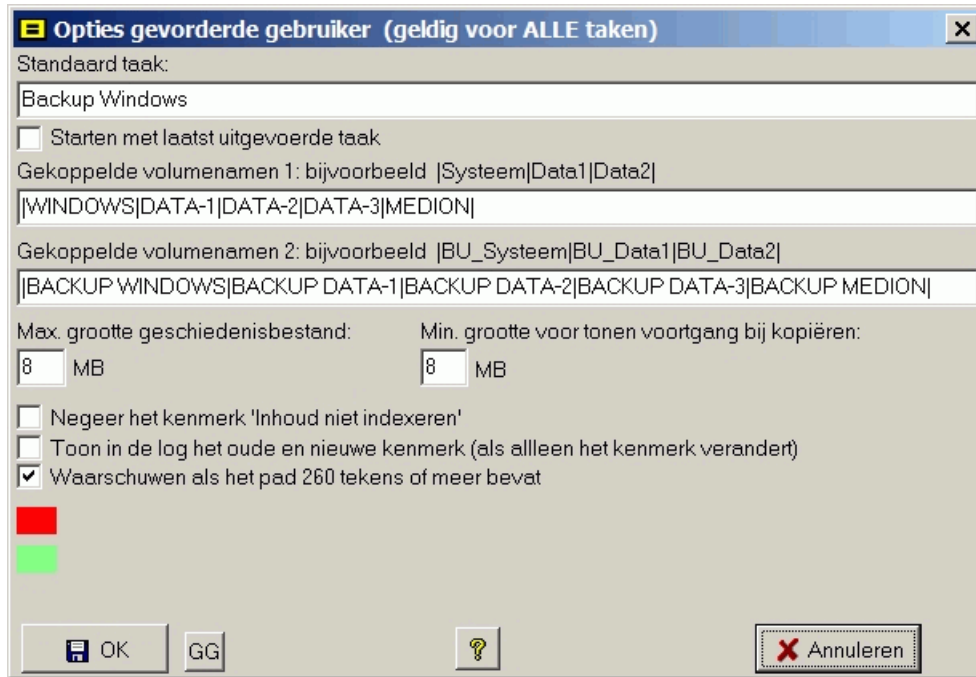 Opties gevorderde gebruiker (geldig voor ALLE taken)
Standaard taak:
Backup Windows
Starten met laatst uitgevoerde taak
Gekoppelde volumenamen 1: bijvoorbeeld |Systeem|Data1|Data2|
|WINDOWS|DATA-1|DATA-2|DATA-3|MEDION|
Gekoppelde volumenamen 2: bijvoorbeeld |BU_Systeem|BU_Data1|BU_Data2|
|BACKUP WINDOWS|BACKUP DATA-1|BACKUP DATA-2|BACKUP DATA-3|BACKUP MEDION|
Max. grootte geschiedenisbestand: Min. grootte voor tonen voortgang bij kopiëren:
8 MB 8 MB
Negeer het kenmerk 'Inhoud niet indexeren'
Toon in de log het oude en nieuwe kenmerk (als allleen het kenmerk verandert)
Waarschuwen als het pad 260 tekens of meer bevat
OK GG ? Annuleren